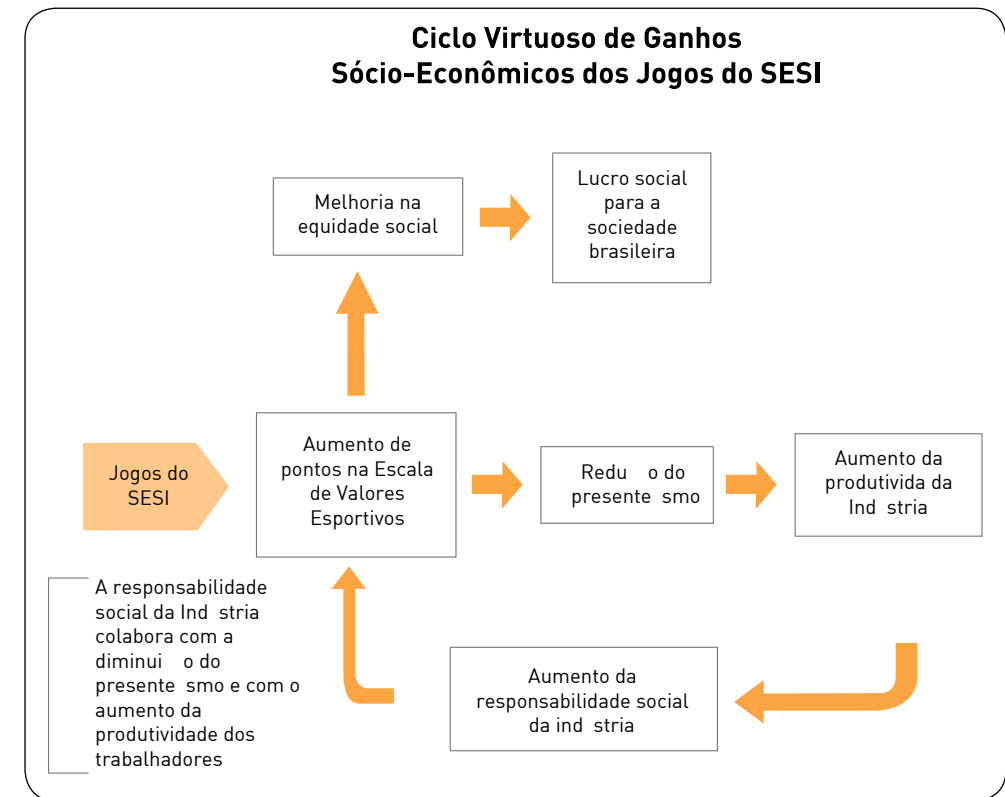 Ciclo Virtuoso de Ganhos
Sócio-Econômicos dos Jogos do SESI
Melhoria na
equidade social
Lucro social
para a
sociedade
brasileira
Jogos do
SESI
Aumento de
pontos na Escala
de Valores
Esportivos
Redu o do
presente smo
Aumento da
produtivida da
Ind stria
A responsabilidade
social da Ind stria
colabora com a
diminui o do
presente smo e com o
aumento da
produtividade dos
trabalhadores
Aumento da
responsabilidade social
da ind stria